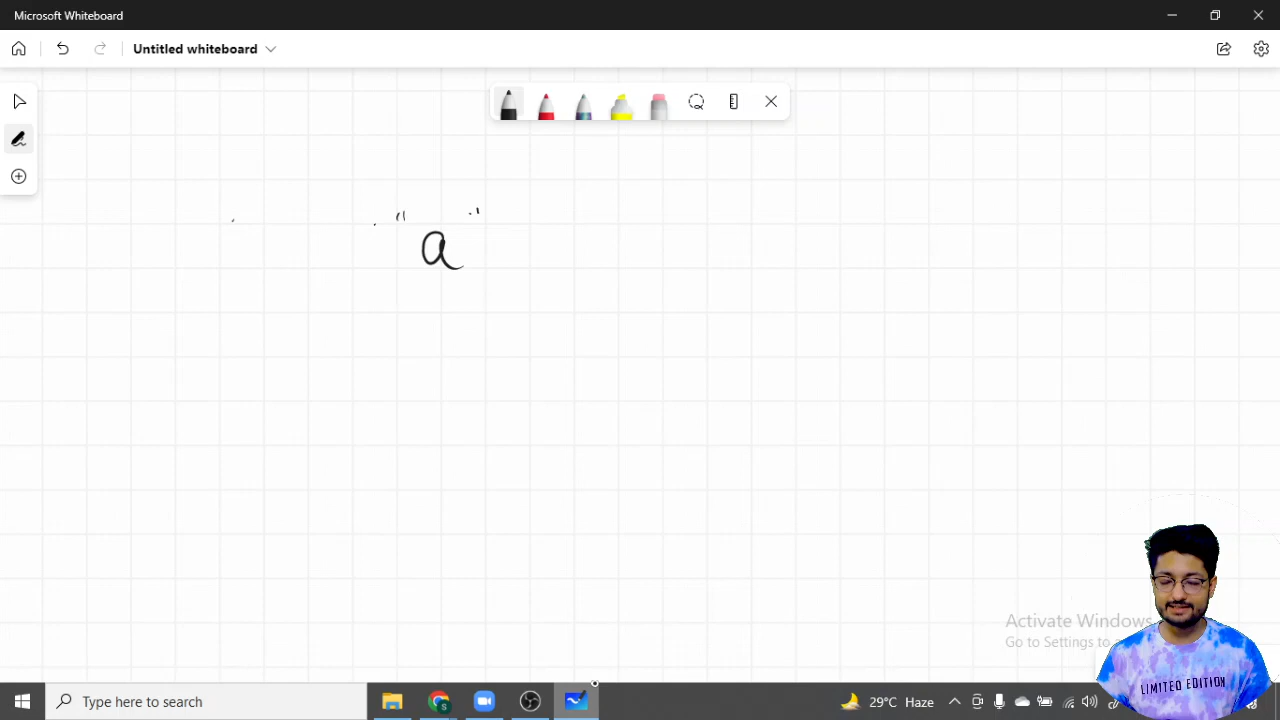 Microsoft Whiteboard
Untitled whiteboard
"a"
LIMITED EDITION
Activate Windows
Go to Settings to
Type here to search
29°C Haze